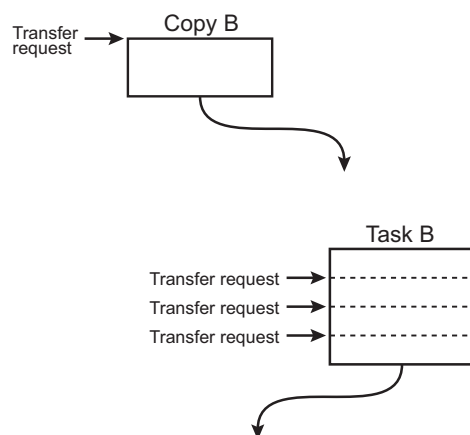 Copy B
Transfer
request
Task B
Transfer request
Transfer request
Transfer request